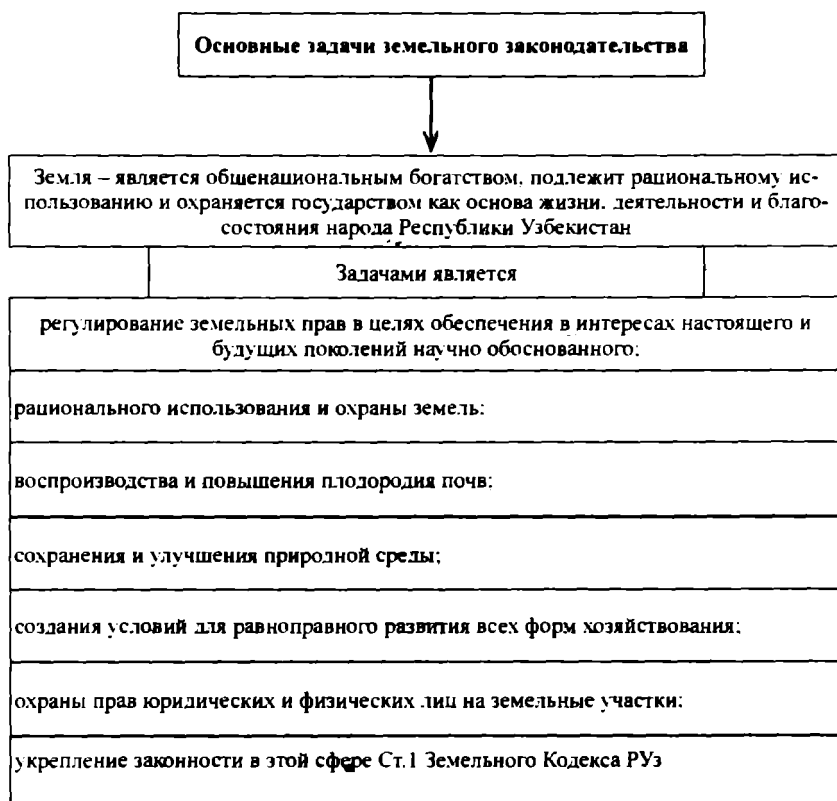 Основные задачи земельного законодательства
Земля – является общенациональным богатством, подлежит рациональному ис-
пользованию и охраняется государством как основа жизни, деятельности и благо-
состояния народа Республики Узбекистан
Задачами является
регулирование земельных прав в целях обеспечения в интересах настоящего и
будущих поколений научно обоснованного:
рационального использования и охраны земель;
воспроизводства и повышения плодородия почв;
сохранения и улучшения природной среды;
создания условий для равноправного развития всех форм хозяйствования;
охраны прав юридических и физических лиц на земельные участки;
укрепление законности в этой сфере Ст.1 Земельного Кодекса РУз